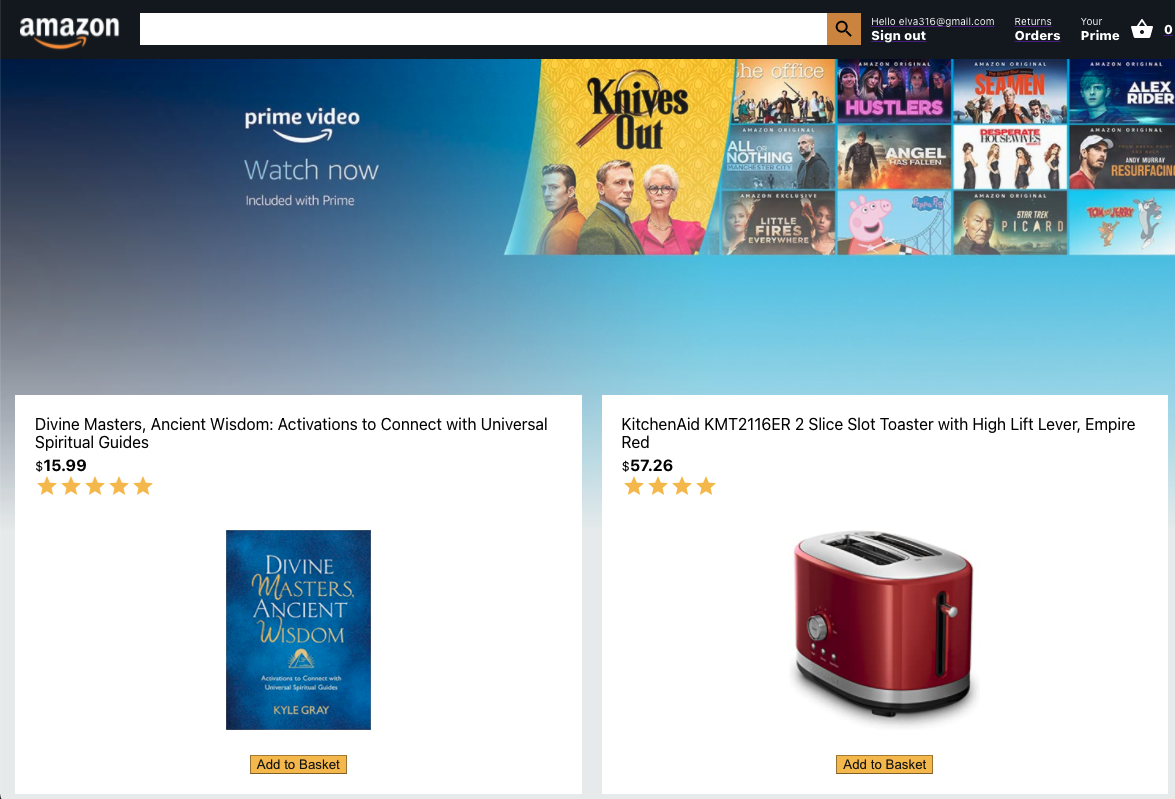 amazon
Hello elva316@gmail.com
Sign out
Returns
Orders
Your
Prime
0
prime video
Watch now
Included with Prime
Knives
Out
the office
AMAZON ORIGINAL
HUSTLERS
AMAZON ORIGINAL
SEAMEN
AMAZON ORIGINAL
ALEX
RIDER
AMAZON ORIGINAL
ALL OR
NOTHING
MANCHESTER CITY
ANGEL
HAS FALLEN
DESPERATE
HOUSEWIVES
AMAZON ORIGINAL
ANDY MURRAY
RESURFACIN
AMAZON EXCLUSIVE
LITTLE
FIRES
EVERYWHERE
Peppa Pig
AMAZON ORIGINAL
STAR TREK
PICARD
TOM AND JERRY
Divine Masters, Ancient Wisdom: Activations to Connect with Universal
Spiritual Guides
$15.99
DIVINE
MASTERS,
ANCIENT
WISDOM
Activations to Connect with
Universal Spiritual Guides
KYLE GRAY
Add to Basket
KitchenAid KMT2116ER 2 Slice Slot Toaster with High Lift Lever, Empire
Red
$57.26
Add to Basket